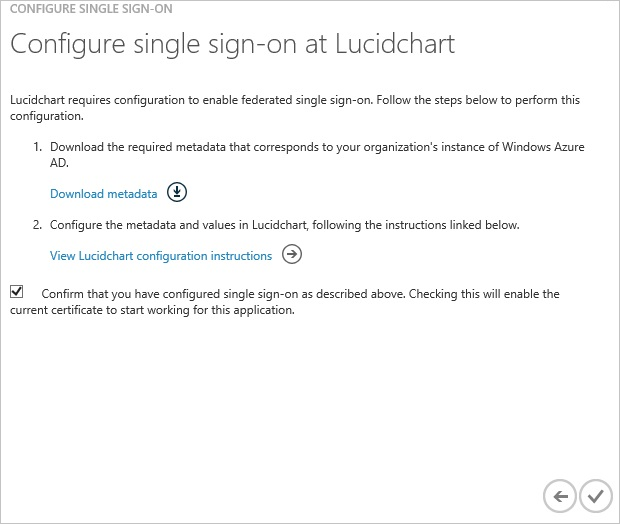 CONFIGURE SINGLE SIGN-ON
Configure single sign-on at Lucidchart
Lucidchart requires configuration to enable federated single sign-on. Follow the steps below to perform this
configuration.
1. Download the required metadata that corresponds to your organization's instance of Windows Azure
AD.
Download metadata
2. Configure the metadata and values in Lucidchart, following the instructions linked below.
View Lucidchart configuration instructions
Confirm that you have configured single sign-on as described above. Checking this will enable the
current certificate to start working for this application.